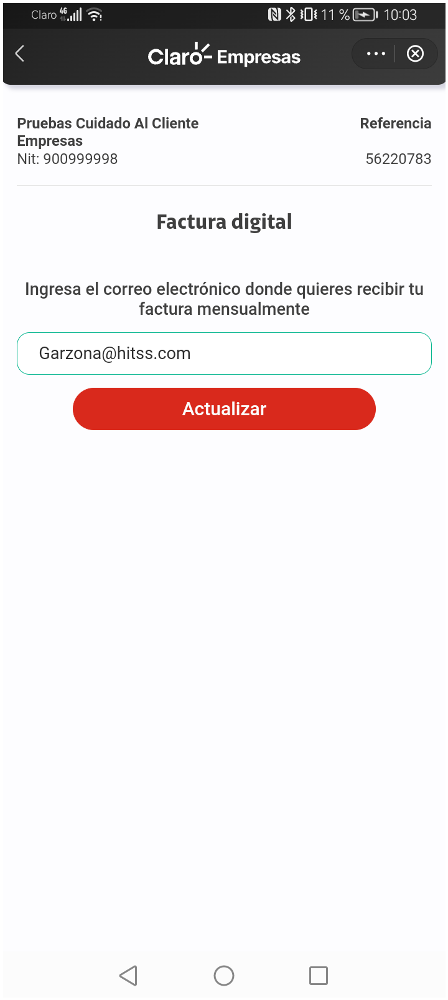 Claro 4G 11 % 10:03
Claro- Empresas
Pruebas Cuidado Al Cliente Empresas
Referencia
Nit: 900999998
56220783
Factura digital
Ingresa el correo electrónico donde quieres recibir tu
factura mensualmente
Garzona@hitss.com
Actualizar